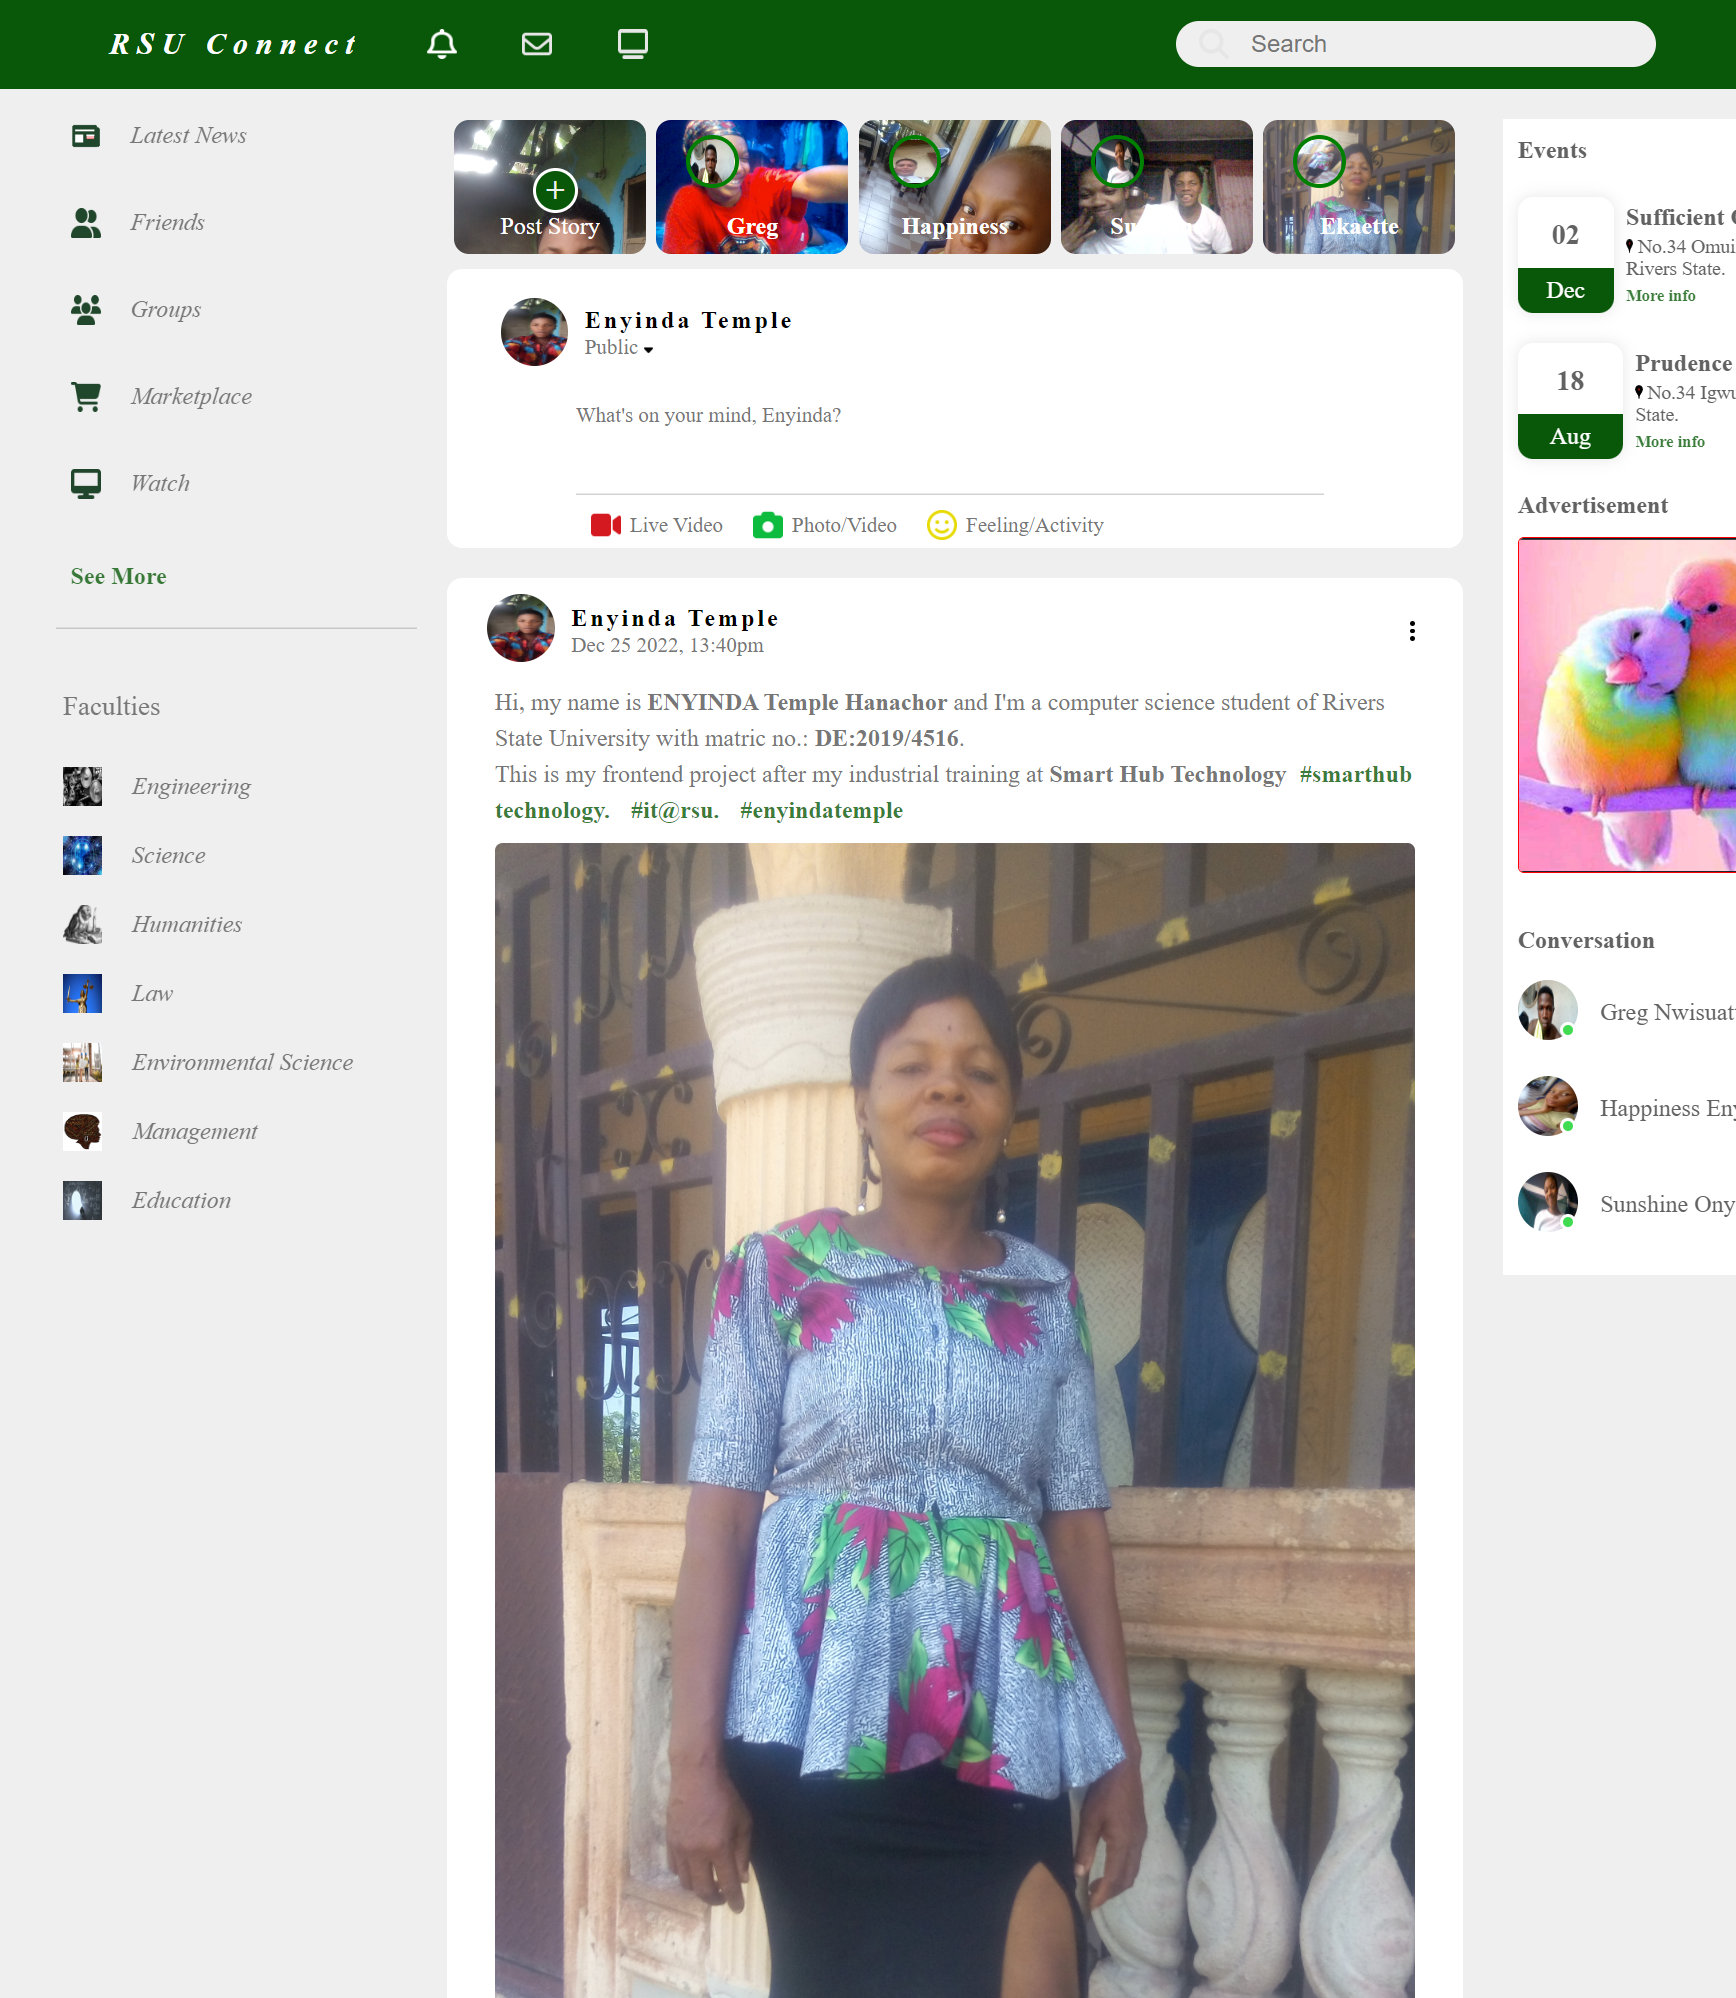 RSU Connect
Search
Latest News
Friends
Groups
Marketplace
Watch
See More
Faculties
Engineering
Science
Humanities
Law
Environmental Science
Management
Education
+
Post Story
Greg
Happiness
Ekaette
Enyinda Temple
Public
What's on your mind, Enyinda?
Live Video
Photo/Video
Feeling/Activity
Enyinda Temple
Dec 25 2022, 13:40pm
Hi, my name is ENYINDA Temple Hanachor and I'm a computer science student of Rivers
State University with matric no.: DE:2019/4516.
This is my frontend project after my industrial training at Smart Hub Technology #smarthub
technology. #it@rsu. #enyindatemple
Events
02
Dec
Sufficient
No.34 Omui
Rivers State.
More info
18
Aug
Prudence
No.34 Igwu
State.
More info
Advertisement
Conversation
Greg Nwisuat
Happiness Eny
Sunshine Ony